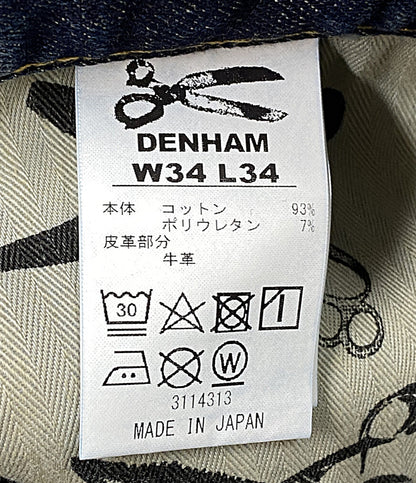 DENHAM
W34 L34
本体 コットン 93%
ポリウレタン 7%
皮革部分
牛革
30
W
3114313
MADE IN JAPAN